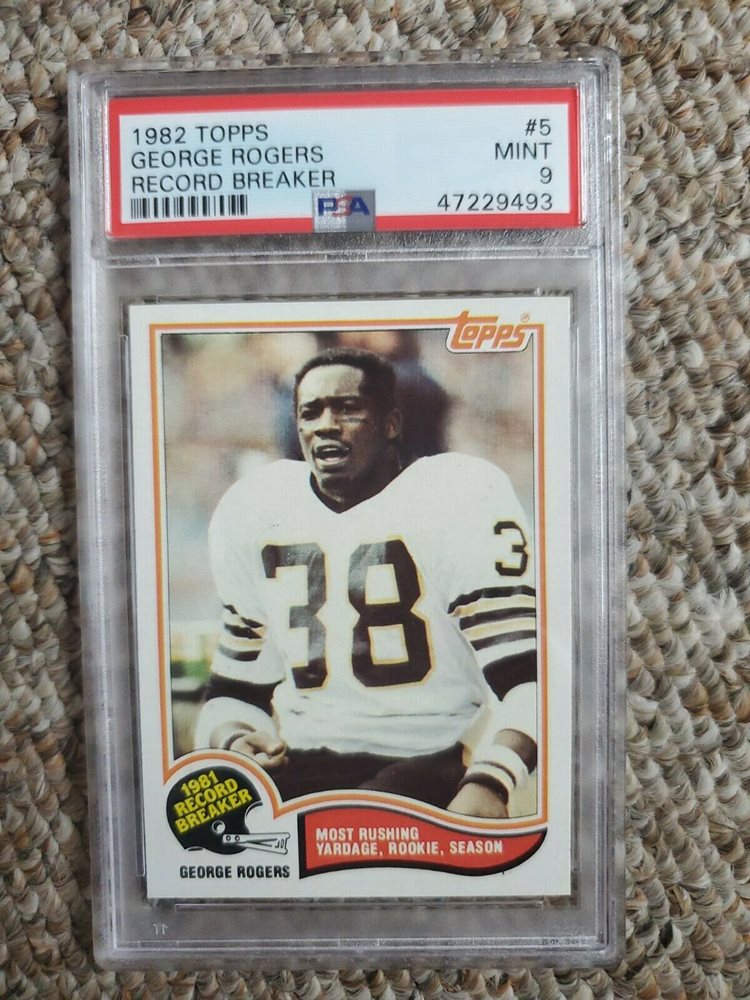 1982 TOPPS #5
GEORGE ROGERS MINT
RECORD BREAKER 9
PSA 47229493
topps®
38
3
1981
RECORD
BREAKER
MOST RUSHING
YARDAGE, ROOKIE, SEASON
GEORGE ROGERS